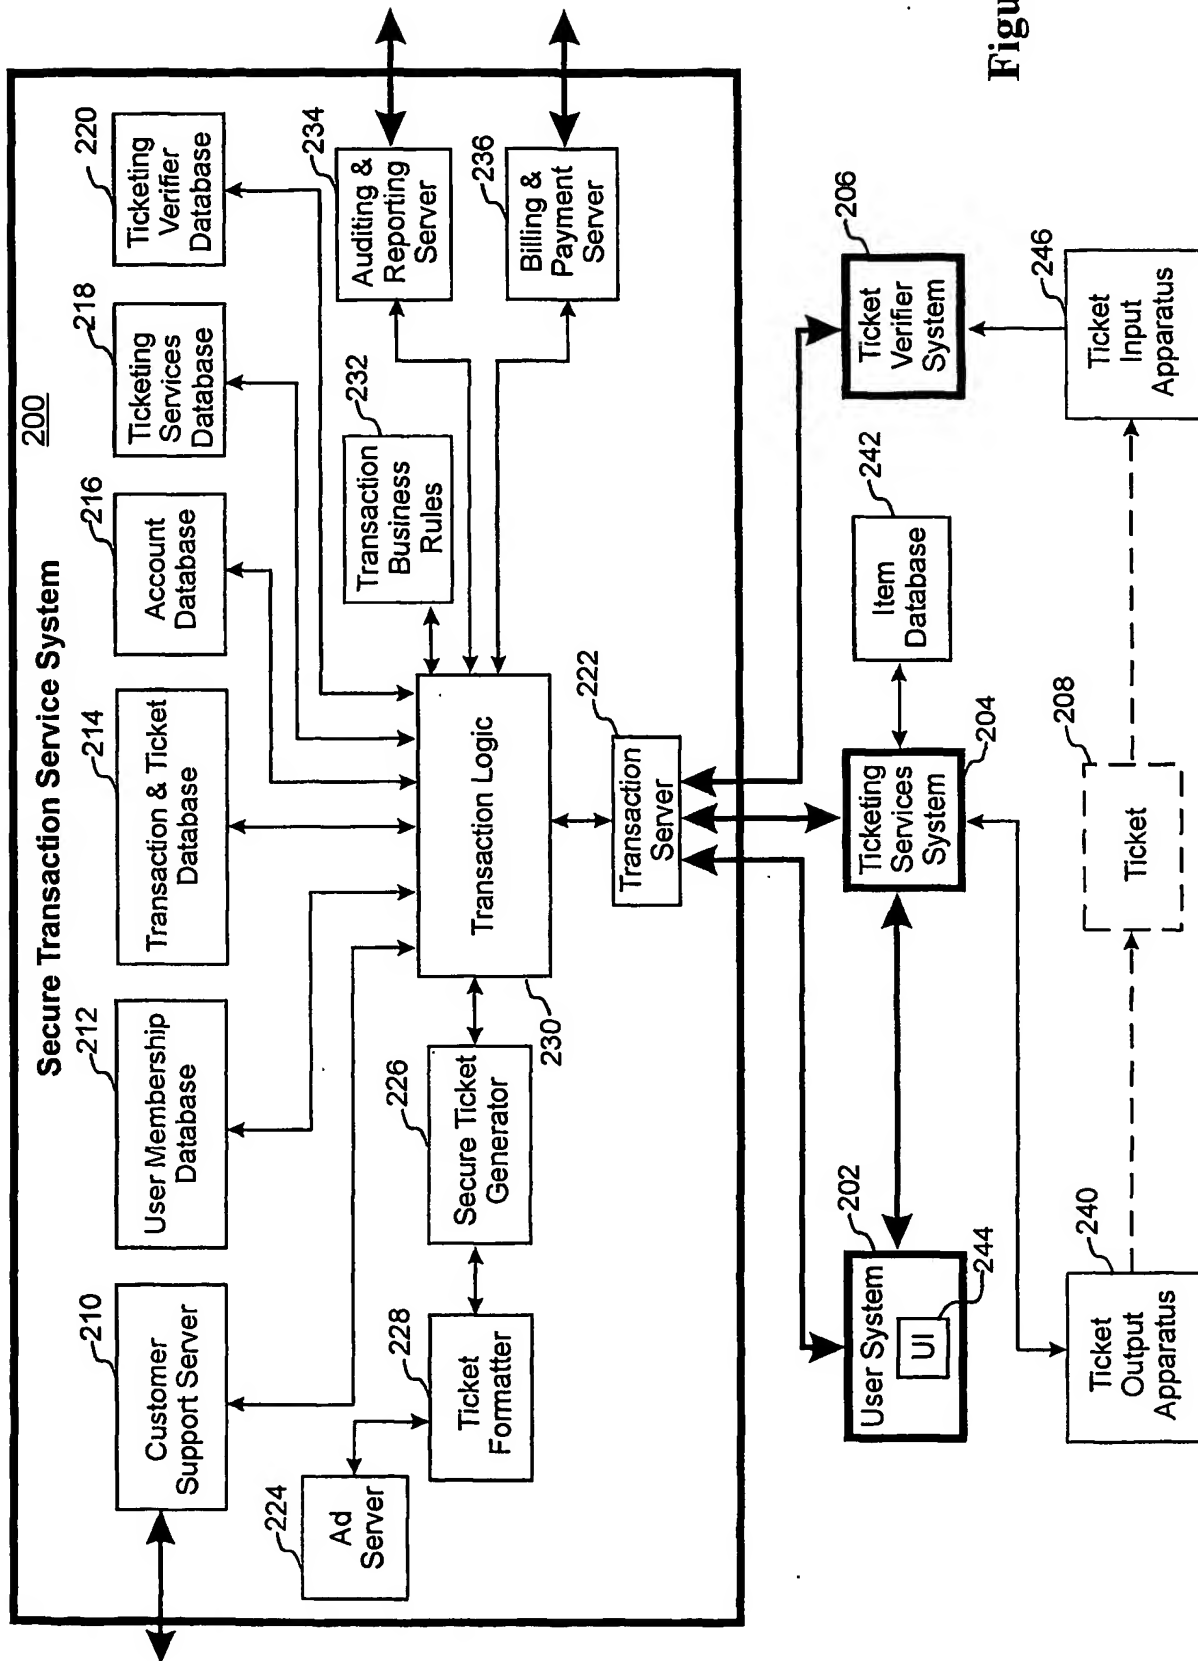 Secure Transaction Service System
200
210
Customer
Support Server
212
User Membership
Database
214
Transaction & Ticket
Database
216
Account
Database
218
Ticketing
Services
Database
220
Ticketing
Verifier
Database
224
Ad
Server
228
Ticket
Formatter
226
Secure Ticket
Generator
230
Transaction Logic
232
Transaction
Business
Rules
234
Auditing &
Reporting
Server
236
Billing &
Payment
Server
222
Transaction
Server
202
User System
UI
244
204
Ticketing
Services
System
242
Item
Database
206
Ticket
Verifier
System
240
Ticket
Output
Apparatus
208
Ticket
246
Ticket
Input
Apparatus
Figu